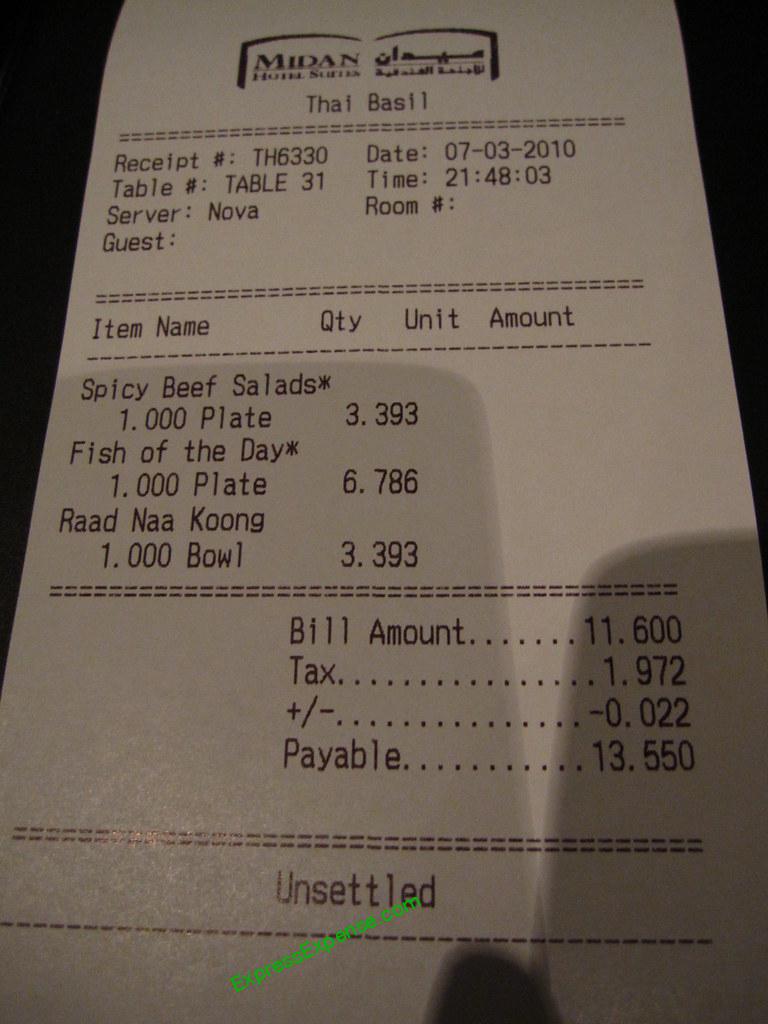 MIDAN ميدان
HOTEL SUITES للأجنحة الفندقية
Thai Basil
=======================================
Receipt #: TH6330 Date: 07-03-2010
Table #: TABLE 31 Time: 21:48:03
Server: Nova Room #:
Guest:
=======================================
Item Name Qty Unit Amount
---------------------------------------
Spicy Beef Salads*
1.000 Plate 3.393
Fish of the Day*
1.000 Plate 6.786
Raad Naa Koong
1.000 Bowl 3.393
=======================================
Bill Amount.......11.600
Tax................1.972
+/-...............-0.022
Payable...........13.550
=======================================
Unsettled
---------------------------------------
ExpressExpense.com